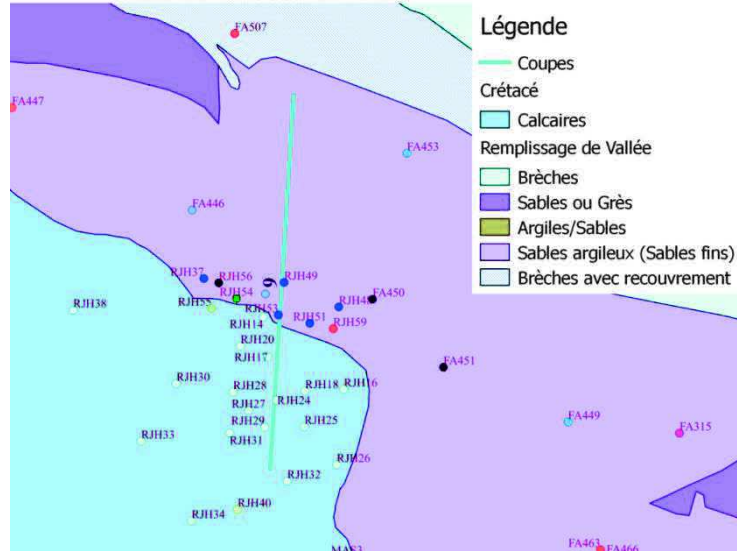 Légende
Coupes
Crétacé
Calcaires
Remplissage de Vallée
Brèches
Sables ou Grès
Argiles/Sables
Sables argileux (Sables fins)
Brèches avec recouvrement
FA507
FA447
FA453
FA446
RJH37
RJH56
RJH49
6
RJH54
FA450
RJH38
RJH55
RJH53
RJH14
RJH51
RJH59
RJH20
RJH17
FA451
RJH30
RJH28
RJH18
RJH16
RJH24
RJH27
RJH29
RJH25
FA449
FA315
RJH33
RJH31
RJH26
RJH32
RJH40
RJH34
FA463
FA466